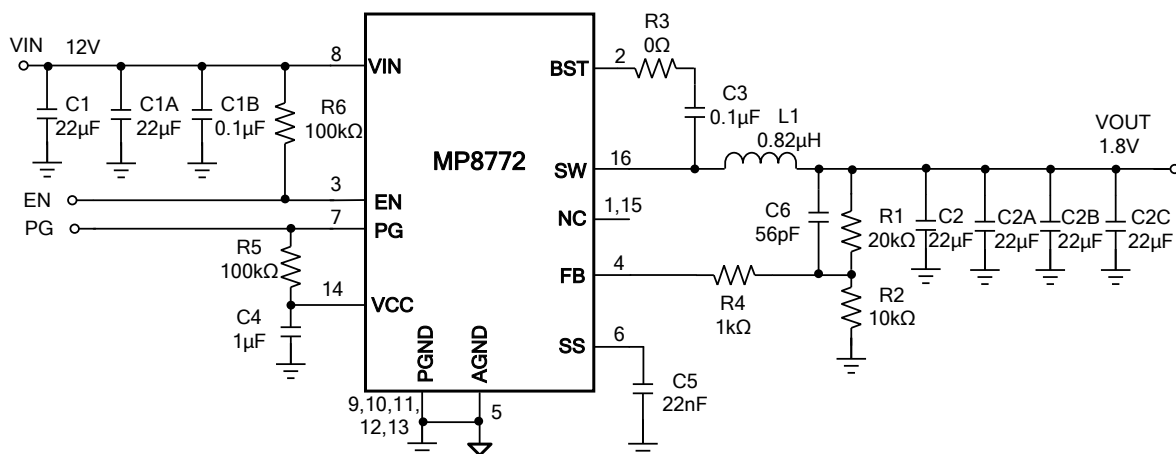 VIN
12V
8
VIN
C1
22µF
C1A
22µF
C1B
0.1µF
R6
100kΩ
EN
3
EN
PG
7
PG
R5
100kΩ
14
VCC
C4
1µF
MP8772
PGND
AGND
9,10,11,
12,13
5
BST
2
R3
0Ω
C3
0.1µF
L1
0.82µH
SW
16
NC
1,15
C6
56pF
R1
20kΩ
FB
4
R4
1kΩ
R2
10kΩ
SS
6
C5
22nF
C2
22µF
C2A
22µF
C2B
22µF
C2C
22µF
VOUT
1.8V